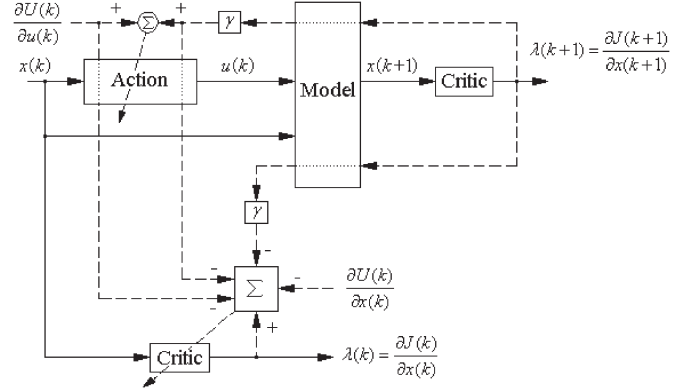 ∂U(k)/∂u(k) + Σ + γ
x(k) Action u(k) Model x(k+1) Critic λ(k+1) = ∂J(k+1)/∂x(k+1)
γ
-
- Σ - ∂U(k)/∂x(k)
-
+
Critic λ(k) = ∂J(k)/∂x(k)